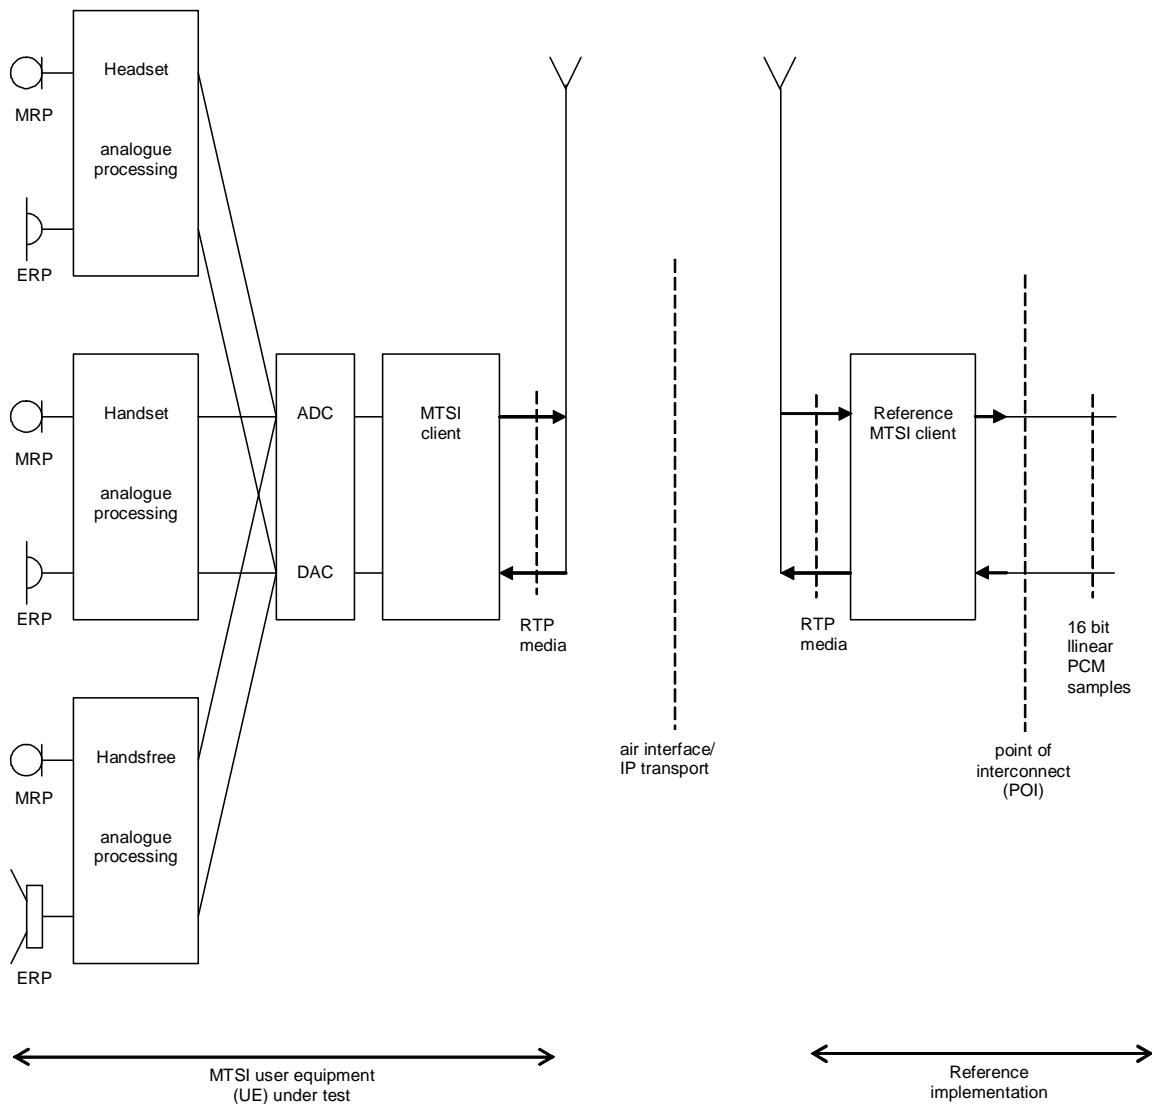 Headset
MRP
analogue
processing
ERP
Handset
MRP
analogue
processing
ERP
Handsfree
MRP
analogue
processing
ERP
ADC
DAC
MTSI
client
RTP
media
air interface/
IP transport
RTP
media
Reference
MTSI client
16 bit
llinear
PCM
samples
point of
interconnect
(POI)
MTSI user equipment
(UE) under test
Reference
implementation